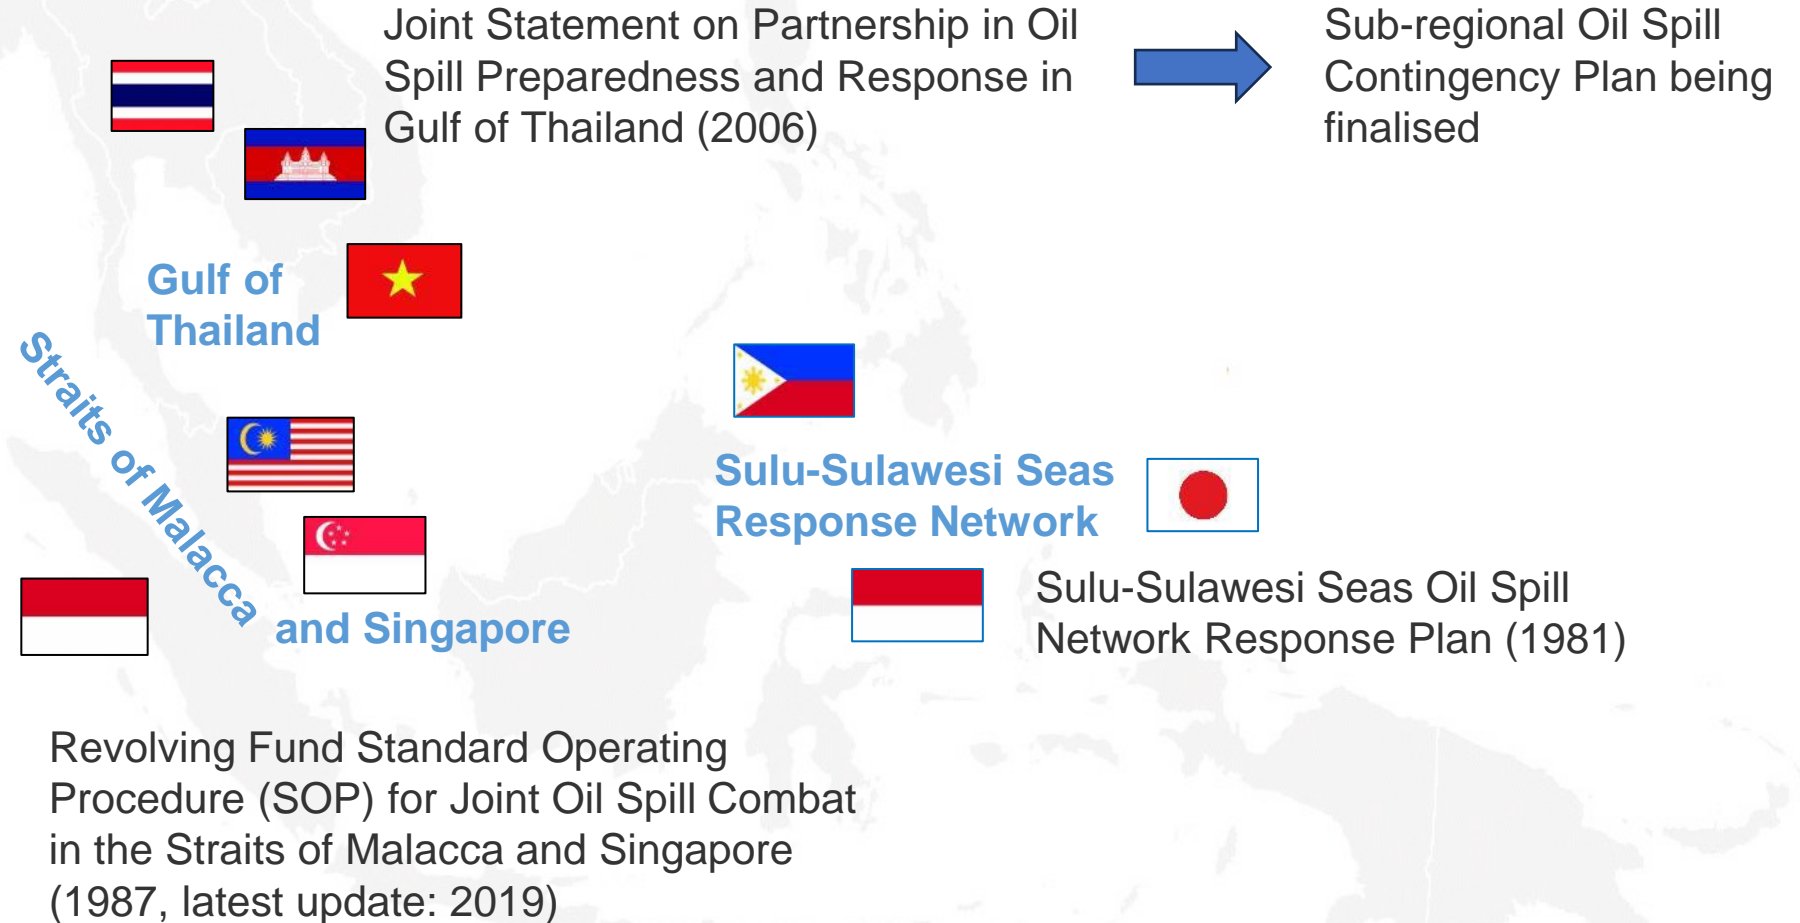 Joint Statement on Partnership in Oil
Spill Preparedness and Response in
Gulf of Thailand (2006)
Sub-regional Oil Spill
Contingency Plan being
finalised
Gulf of
Thailand
Straits of Malacca
and Singapore
Sulu-Sulawesi Seas
Response Network
Sulu-Sulawesi Seas Oil Spill
Network Response Plan (1981)
Revolving Fund Standard Operating
Procedure (SOP) for Joint Oil Spill Combat
in the Straits of Malacca and Singapore
(1987, latest update: 2019)